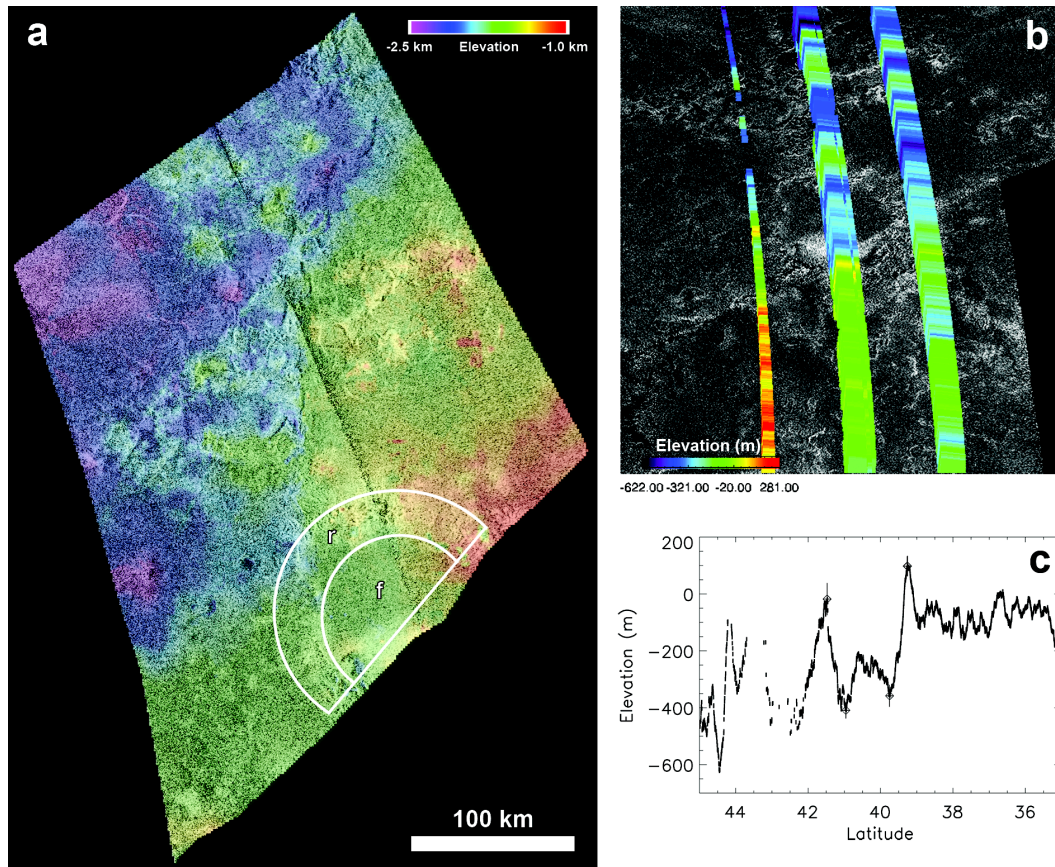 a
-2.5 km Elevation -1.0 km
r
f
100 km
b
Elevation (m)
-622.00 -321.00 -20.00 281.00
c
200
0
-200
-400
-600
Elevation (m)
44 42 40 38 36
Latitude